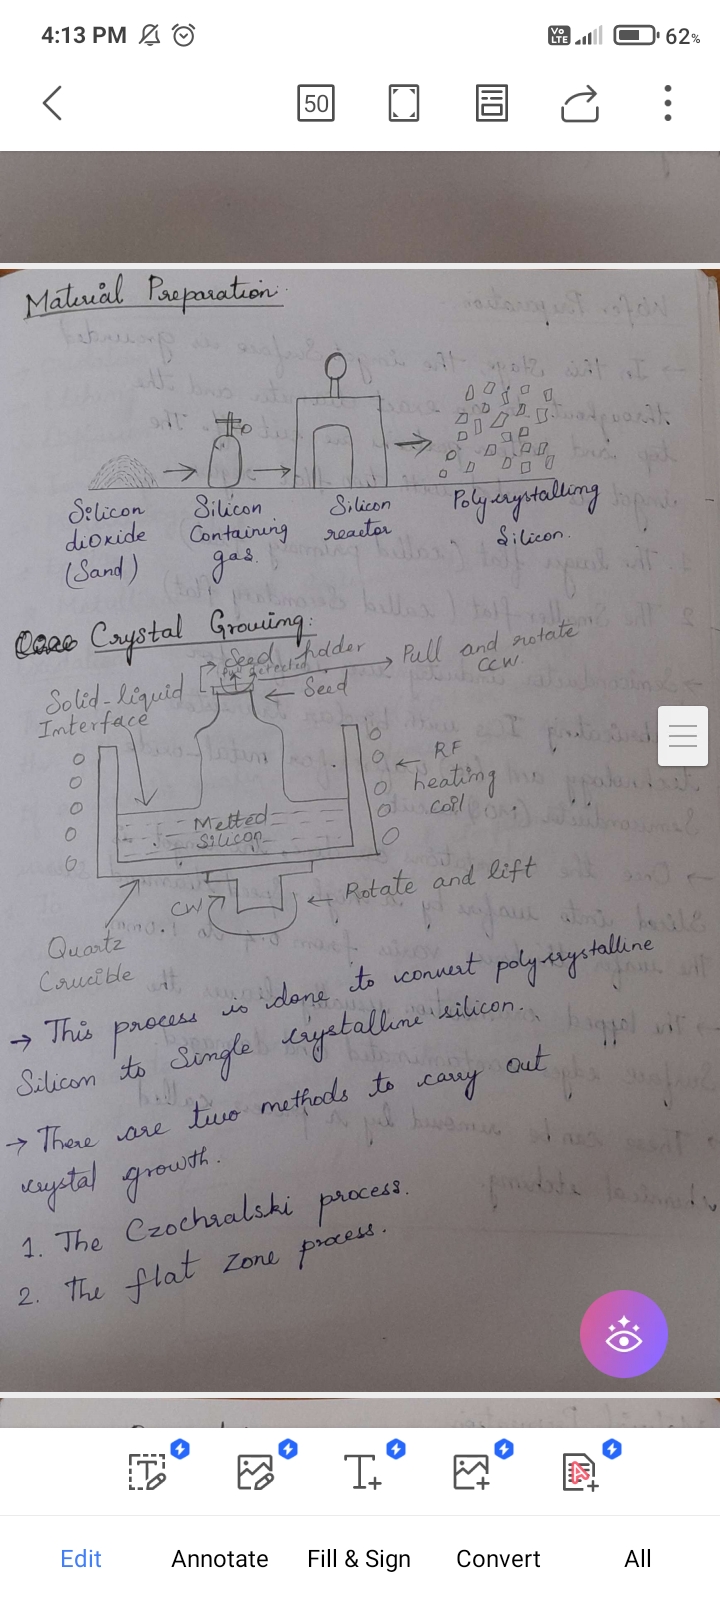 4:13 PM
Vo LTE
62%
50
Material Preparation:
Silicon dioxide (Sand)
Silicon Containing gas.
Silicon reactor
Polycrystalling Silicon.
Crystal Growing:
Seed holder
Pull and rotate
ccw.
Solid-liquid
Interface
Seed
RF
heating
coil
Melted
Silicon
Rotate and lift
CW
Quartz
Crucible
→ This process is done to convert polycrystalline
Silicon to Single crystalline silicon.
→ There are two methods to carry out
crystal growth.
1. The Czochralski process.
2. The flat zone process.
Edit
Annotate
Fill & Sign
Convert
All